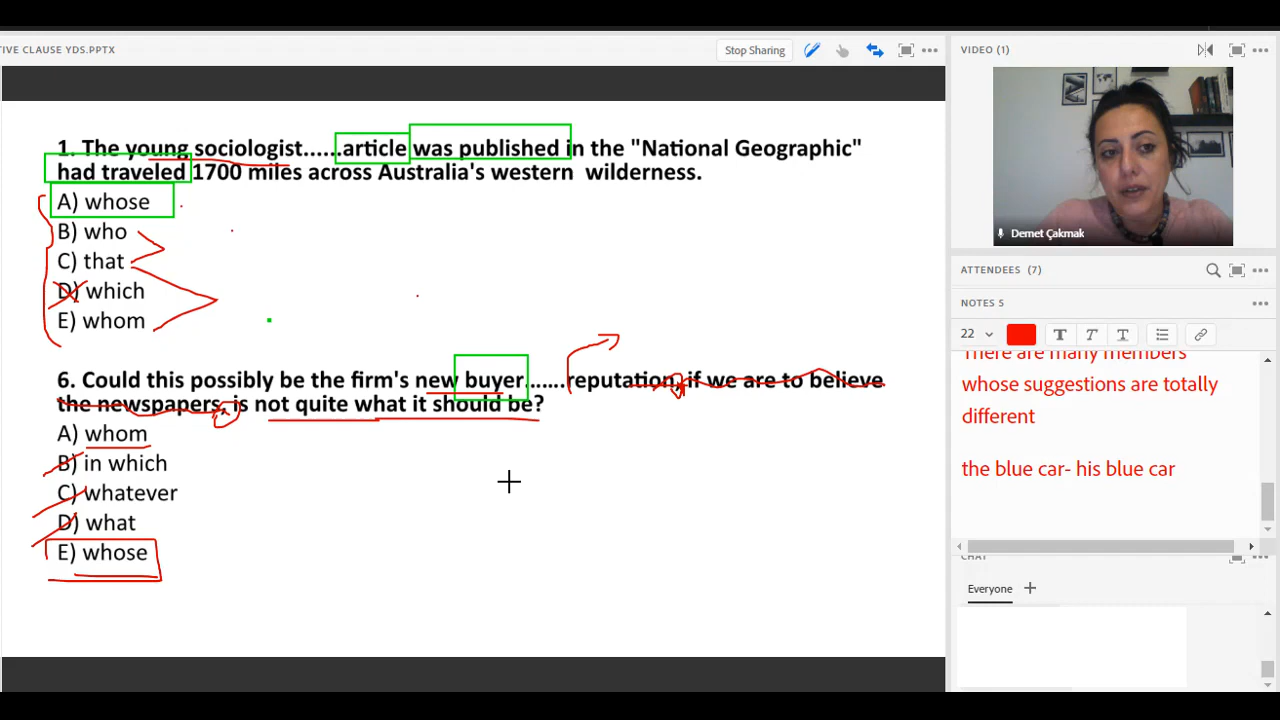 TIVE CLAUSE YDS.PPTX
Stop Sharing
VIDEO (1)
1. The young sociologist......article was published in the "National Geographic"
had traveled 1700 miles across Australia's western wilderness.
A) whose
B) who
C) that
D) which
E) whom
6. Could this possibly be the firm's new buyer.......reputation, if we are to believe
the newspapers, is not quite what it should be?
A) whom
B) in which
C) whatever
D) what
E) whose
Demet Çakmak
ATTENDEES (7)
NOTES 5
22
T T T
There are many members
whose suggestions are totally
different
the blue car- his blue car
CHAT
Everyone